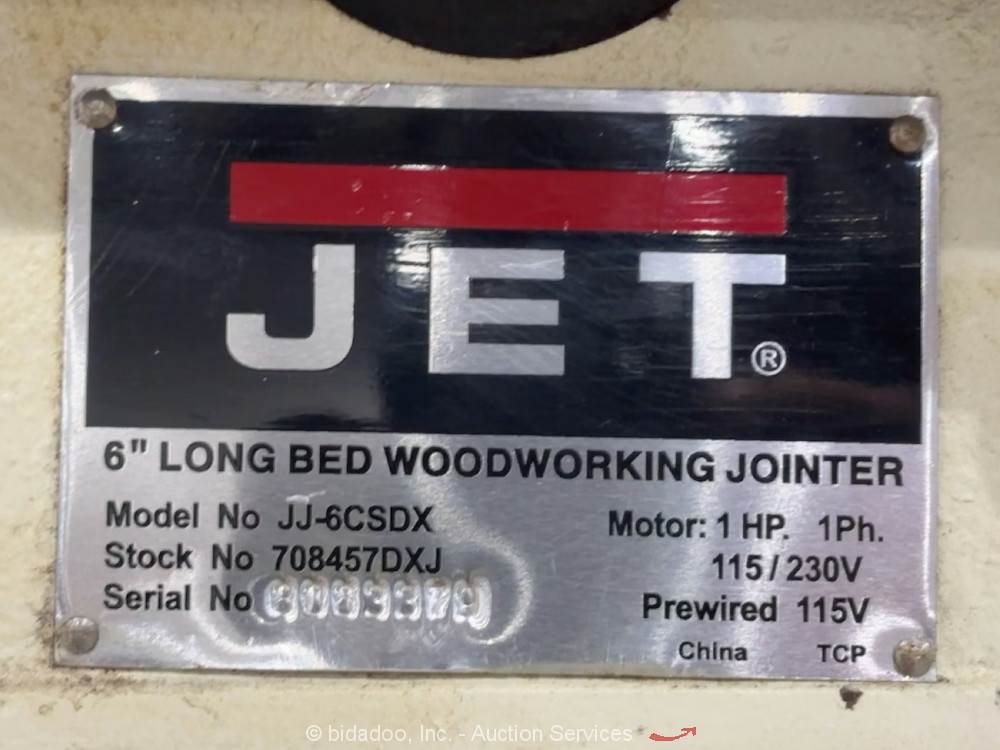 JET®
6" LONG BED WOODWORKING JOINTER
Model No JJ-6CSDX
Stock No 708457DXJ
Serial No
Motor: 1 HP. 1Ph.
115/230V
Prewired 115V
China TCP
© bidadoo, Inc. - Auction Services